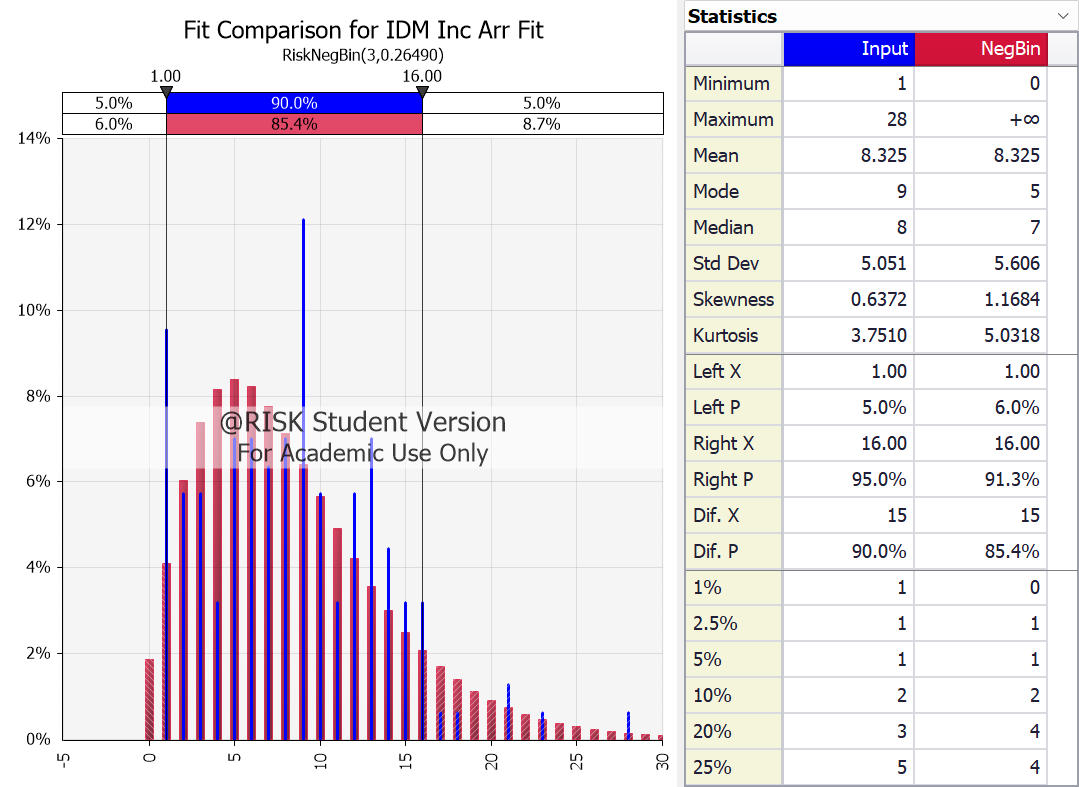 Fit Comparison for IDM Inc Arr Fit
RiskNegBin(3,0.26490)
1.00 16.00
5.0% 90.0% 5.0%
6.0% 85.4% 8.7%
14%
12%
10%
8%
6%
4%
2%
0%
-5 0 5 10 15 20 25 30
@RISK Student Version
For Academic Use Only
Statistics
Input NegBin
Minimum 1 0
Maximum 28 +∞
Mean 8.325 8.325
Mode 9 5
Median 8 7
Std Dev 5.051 5.606
Skewness 0.6372 1.1684
Kurtosis 3.7510 5.0318
Left X 1.00 1.00
Left P 5.0% 6.0%
Right X 16.00 16.00
Right P 95.0% 91.3%
Dif. X 15 15
Dif. P 90.0% 85.4%
1% 1 0
2.5% 1 1
5% 1 1
10% 2 2
20% 3 4
25% 5 4